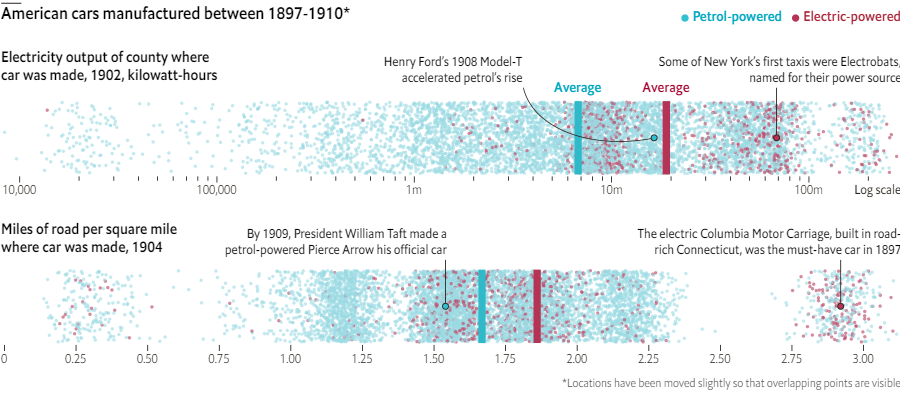 American cars manufactured between 1897-1910*
Petrol-powered Electric-powered
Electricity output of county where
car was made, 1902, kilowatt-hours
Henry Ford's 1908 Model-T
accelerated petrol's rise
Some of New York's first taxis were Electrobats,
named for their power source
Average Average
10,000 100,000 1m 10m 100m Log scale
Miles of road per square mile
where car was made, 1904
By 1909, President William Taft made a
petrol-powered Pierce Arrow his official car
The electric Columbia Motor Carriage, built in road-
rich Connecticut, was the must-have car in 1897
0 0.25 0.50 0.75 1.00 1.25 1.50 1.75 2.00 2.25 2.50 2.75 3.00
*Locations have been moved slightly so that overlapping points are visible